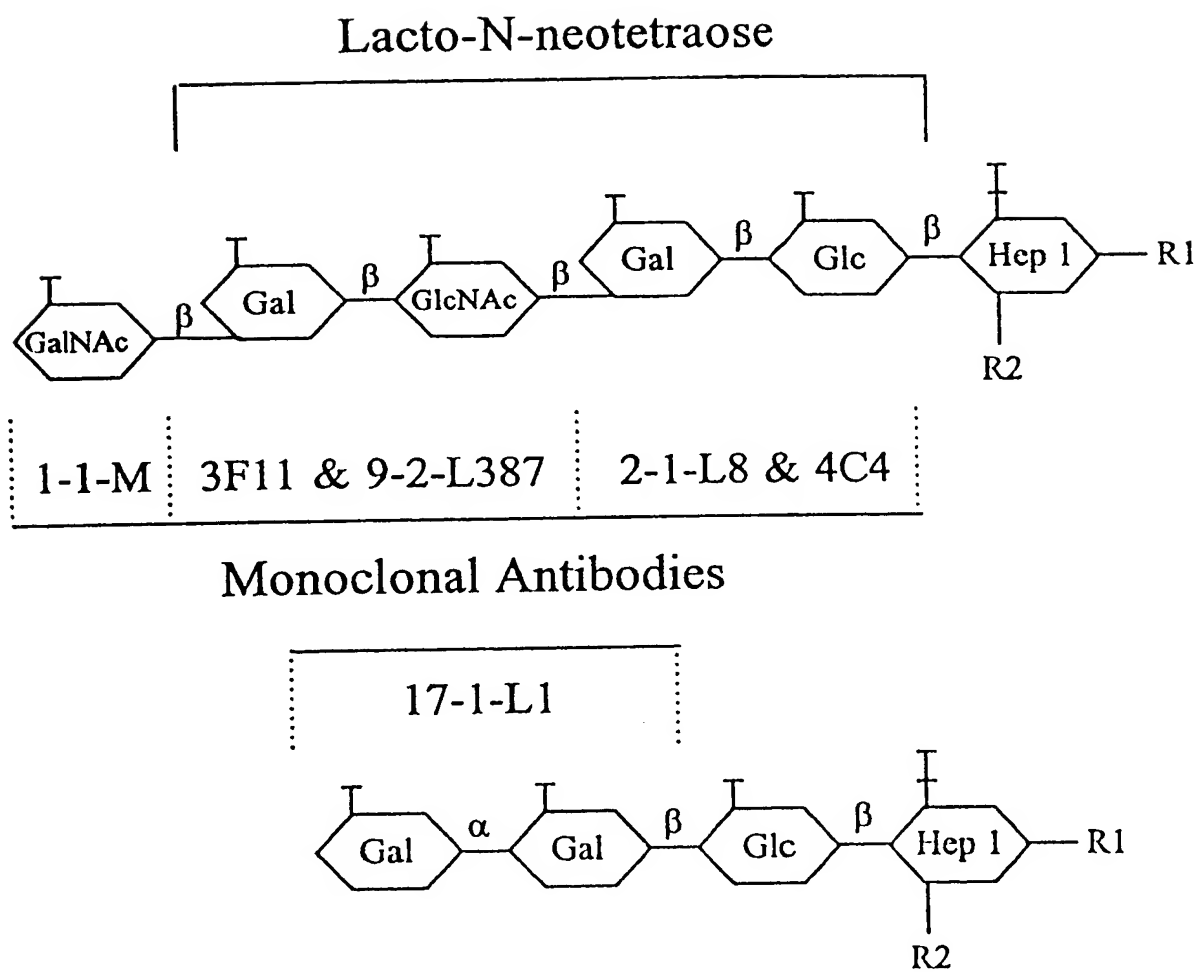 Lacto-N-neotetraose
GalNAc β Gal β GlcNAc β Gal β Glc β Hep 1 R1
R2
1-1-M 3F11 & 9-2-L387 2-1-L8 & 4C4
Monoclonal Antibodies
17-1-L1
Gal α Gal β Glc β Hep 1 R1
R2